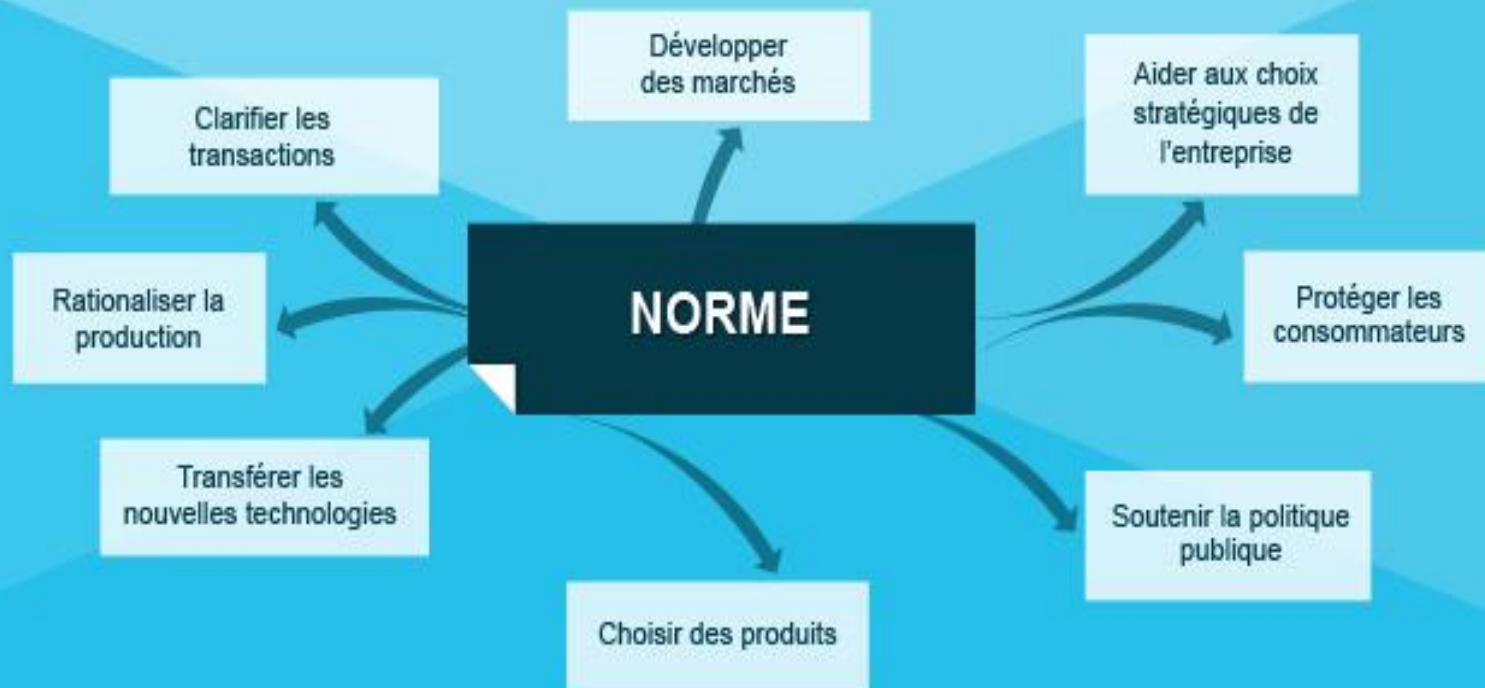 Développer
des marchés
Aider aux choix
stratégiques de
l'entreprise
Clarifier les
transactions
NORME
Rationaliser la
production
Protéger les
consommateurs
Transférer les
nouvelles technologies
Soutenir la politique
publique
Choisir des produits